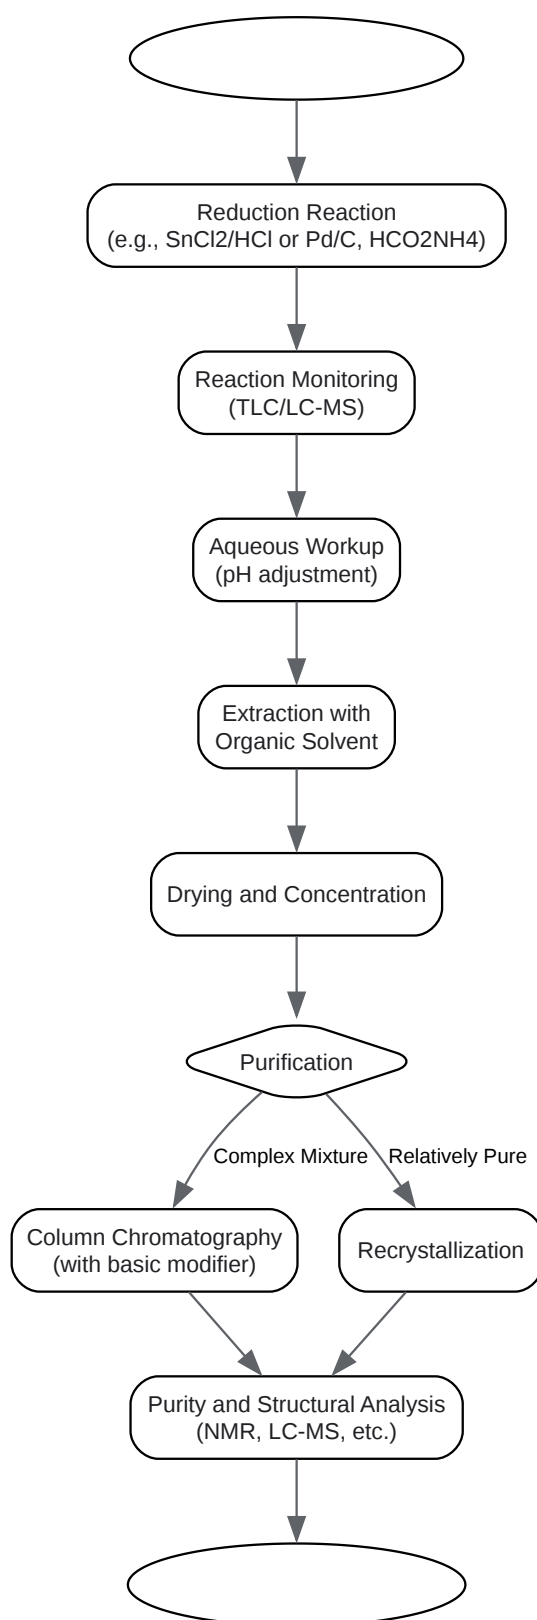 Reduction Reaction
(e.g., SnCl2/HCl or Pd/C, HCO2NH4)
Reaction Monitoring
(TLC/LC-MS)
Aqueous Workup
(pH adjustment)
Extraction with
Organic Solvent
Drying and Concentration
Purification
Complex Mixture
Relatively Pure
Column Chromatography
(with basic modifier)
Recrystallization
Purity and Structural Analysis
(NMR, LC-MS, etc.)